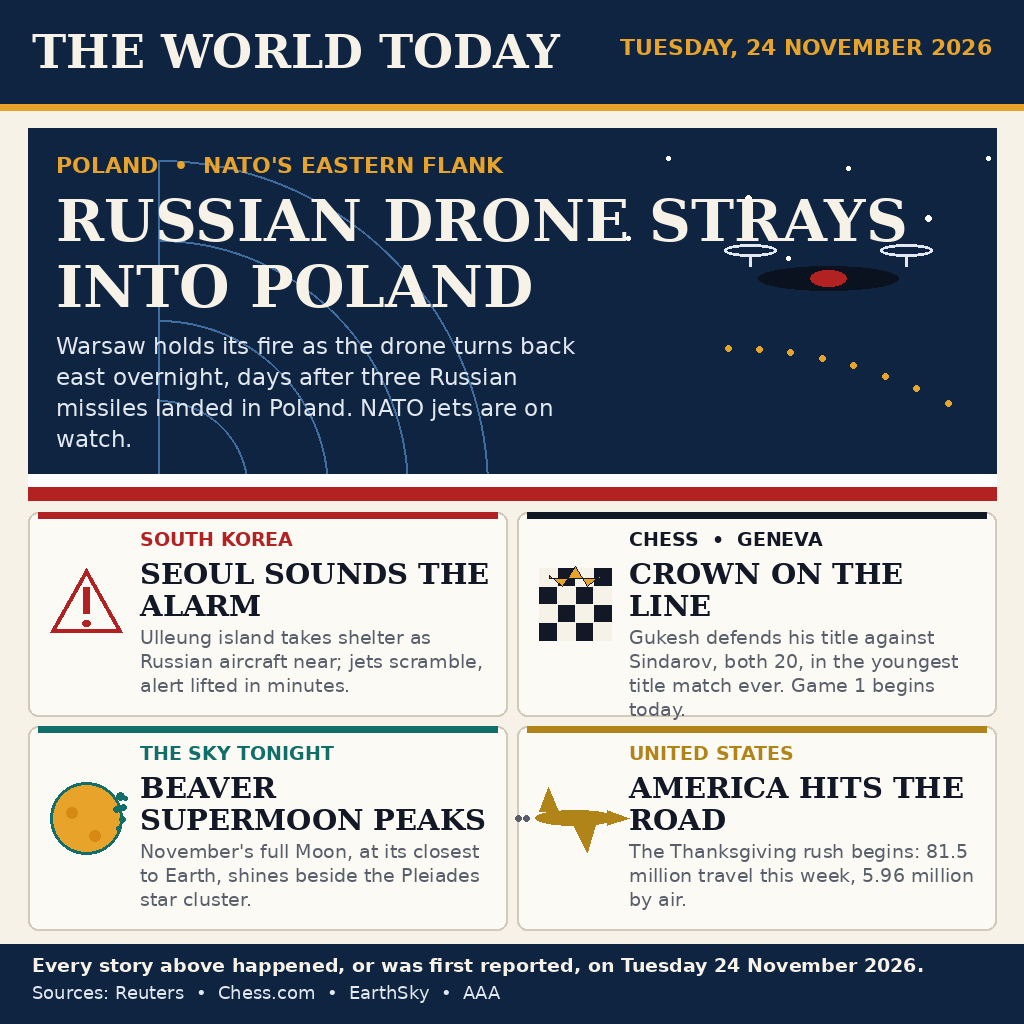 THE WORLD TODAY
TUESDAY, 24 NOVEMBER 2026
POLAND • NATO'S EASTERN FLANK
RUSSIAN DRONE STRAYS
INTO POLAND
Warsaw holds its fire as the drone turns back
east overnight, days after three Russian
missiles landed in Poland. NATO jets are on
watch.
SOUTH KOREA
SEOUL SOUNDS THE
ALARM
Ulleung island takes shelter as
Russian aircraft near; jets scramble,
alert lifted in minutes.
CHESS • GENEVA
CROWN ON THE
LINE
Gukesh defends his title against
Sindarov, both 20, in the youngest
title match ever. Game 1 begins
today.
THE SKY TONIGHT
BEAVER
SUPERMOON PEAKS
November's full Moon, at its closest
to Earth, shines beside the Pleiades
star cluster.
UNITED STATES
AMERICA HITS THE
ROAD
The Thanksgiving rush begins: 81.5
million travel this week, 5.96 million
by air.
Every story above happened, or was first reported, on Tuesday 24 November 2026.
Sources: Reuters • Chess.com • EarthSky • AAA